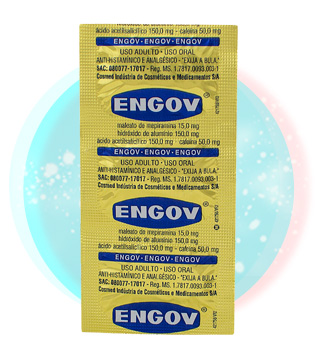 ácido acetilsalicílico 150,0 mg - cafeína 50,0 mg
ENGOV • ENGOV • ENGOV
USO ADULTO - USO ORAL
ANTI-HISTAMÍNICO E ANALGÉSICO - "EXIJA A BULA."
SAC: 080077-17017 - Reg. MS. 1.7817.0093.003-1
Cosmed Indústria de Cosméticos e Medicamentos S/A
ENGOV®
maleato de mepiramina 15,0 mg
hidróxido de alumínio 150,0 mg
ácido acetilsalicílico 150,0 mg - cafeína 50,0 mg
ENGOV • ENGOV • ENGOV
USO ADULTO - USO ORAL
ANTI-HISTAMÍNICO E ANALGÉSICO - "EXIJA A BULA."
SAC: 080077-17017 - Reg. MS. 1.7817.0093.003-1
Cosmed Indústria de Cosméticos e Medicamentos S/A
ENGOV®
maleato de mepiramina 15,0 mg
hidróxido de alumínio 150,0 mg
ácido acetilsalicílico 150,0 mg - cafeína 50,0 mg
ENGOV • ENGOV • ENGOV
USO ADULTO - USO ORAL
ANTI-HISTAMÍNICO E ANALGÉSICO - "EXIJA A BULA."
SAC: 080077-17017 - Reg. MS. 1.7817.0093.003-1
Cosmed Indústria de Cosméticos e Medicamentos S/A
ENGOV®